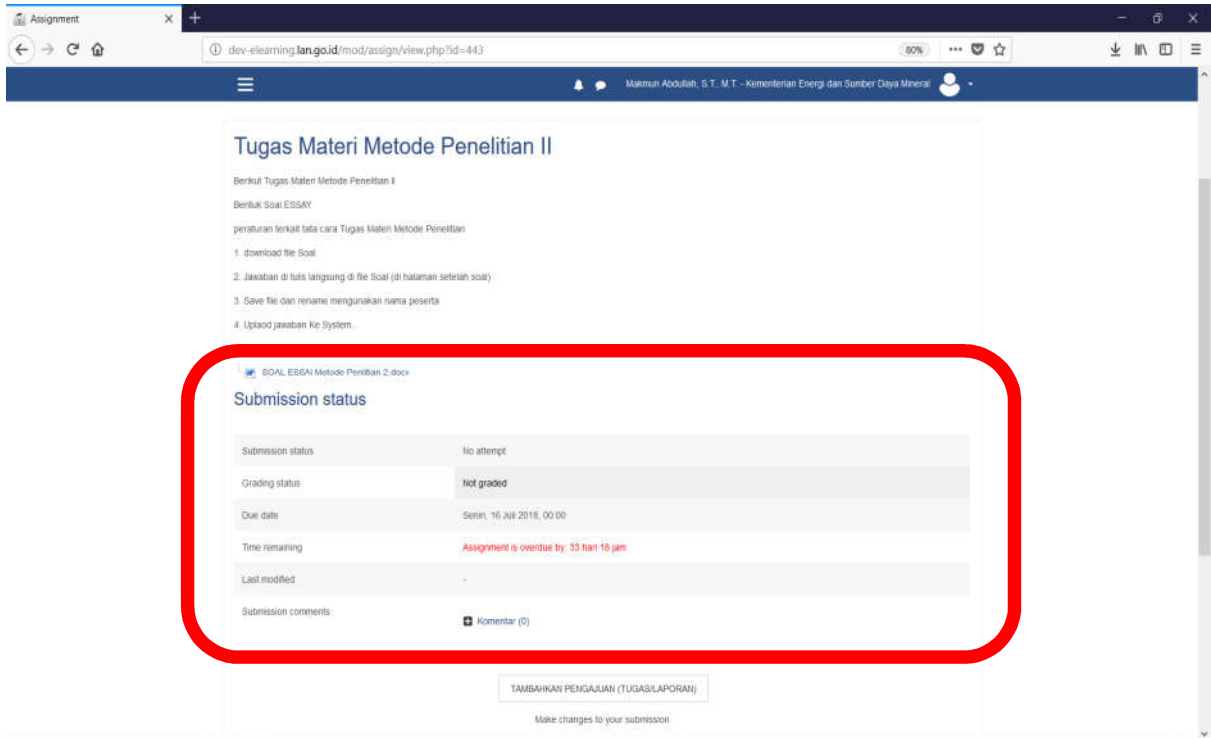 Assignment
dev-elearning.lan.go.id/mod/assign/view.php?id=443
80%
Makmun Abdullah, S.T., M.T. - Kementerian Energi dan Sumber Daya Mineral
Tugas Materi Metode Penelitian II
Berikut Tugas Materi Metode Penelitian II
Bentuk Soal ESSAY
peraturan terkait tata cara Tugas Materi Metode Penelitian
1. download file Soal
2. Jawaban di tulis langsung di file Soal (di halaman setelah soal)
3. Save file dan rename mengunakan nama peserta
4. Uplaod jawaban Ke System.
SOAL ESSAI Metode Penlitian 2.docx
Submission status
Submission status No attempt
Grading status Not graded
Due date Senin, 16 Juli 2018, 00:00
Time remaining Assignment is overdue by: 33 hari 18 jam
Last modified -
Submission comments
Komentar (0)
TAMBAHKAN PENGAJUAN (TUGAS/LAPORAN)
Make changes to your submission